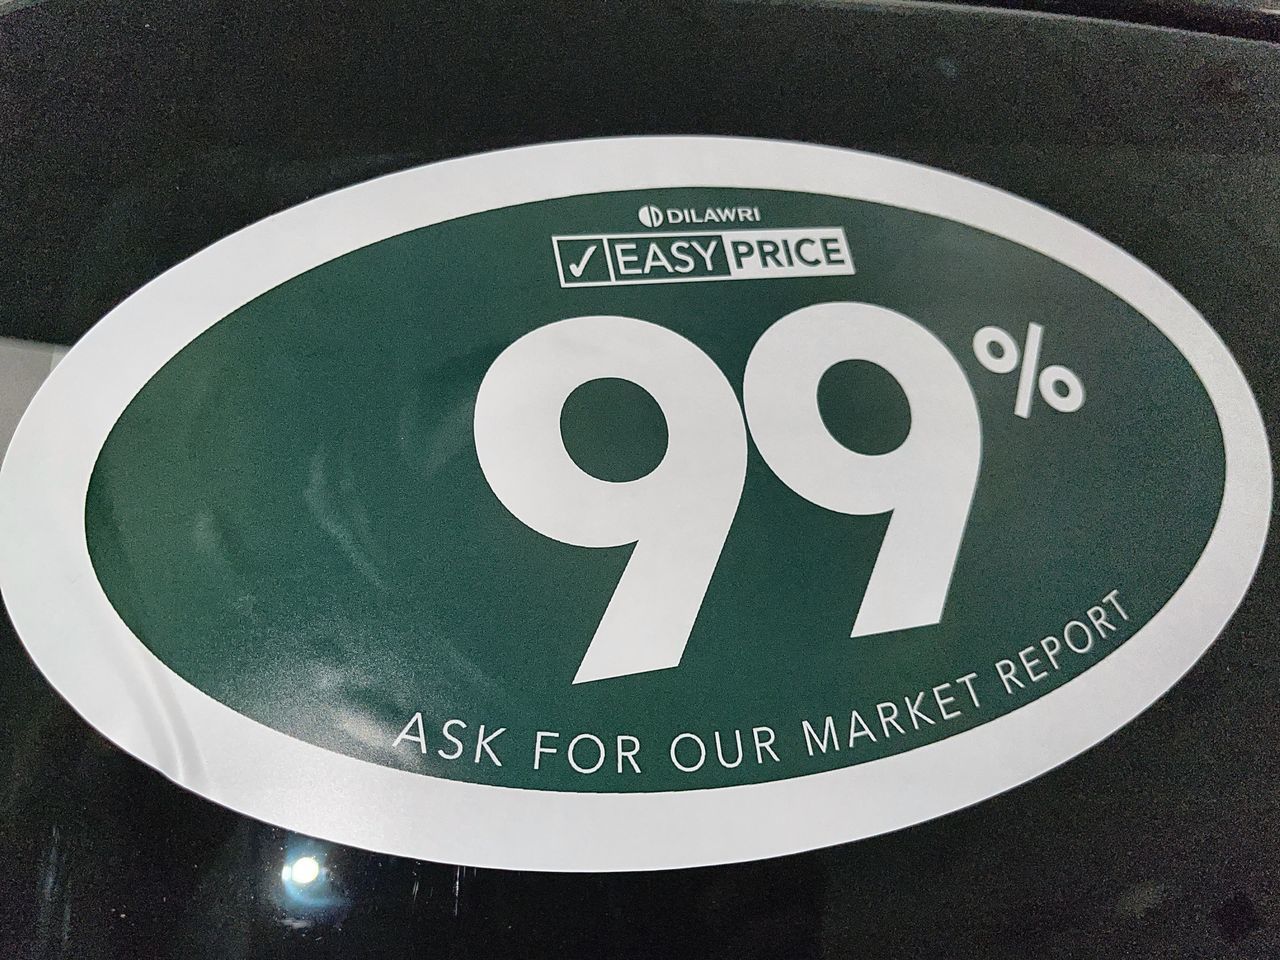 DILAWRI
✓ EASY PRICE
99%
ASK FOR OUR MARKET REPORT